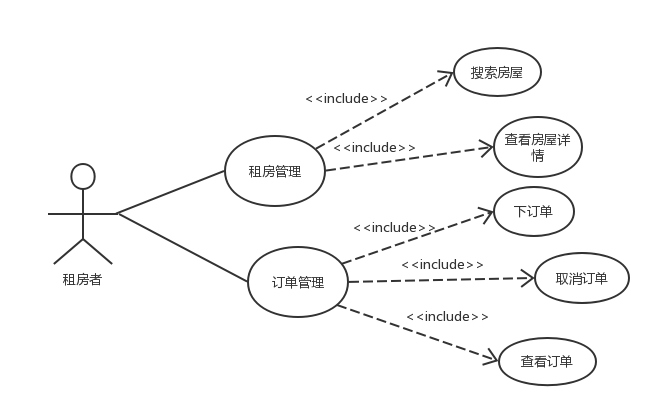 搜索房屋
<<include>>
<<include>>
查看房屋详
情
租房管理
下订单
<<include>>
<<include>>
租房者
订单管理
取消订单
<<include>>
查看订单